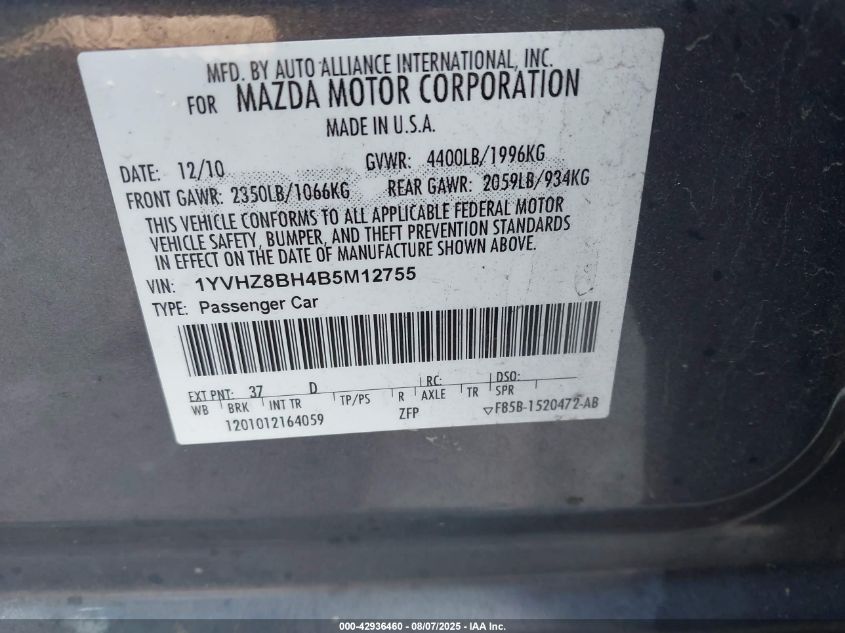 MFD. BY AUTO ALLIANCE INTERNATIONAL, INC.
FOR MAZDA MOTOR CORPORATION
MADE IN U.S.A.
DATE: 12/10 GVWR: 4400LB/1996KG
FRONT GAWR: 2350LB/1066KG REAR GAWR: 2059LB/934KG
THIS VEHICLE CONFORMS TO ALL APPLICABLE FEDERAL MOTOR
VEHICLE SAFETY, BUMPER, AND THEFT PREVENTION STANDARDS
IN EFFECT ON THE DATE OF MANUFACTURE SHOWN ABOVE.
VIN: 1YVHZ8BH4B5M12755
TYPE: Passenger Car
EXT PNT: 37 D RC: DSO:
WB BRK INT TR TP/PS R AXLE TR SPR
1201012164059 ZFP ▽FB5B-1520472-AB
000-42936460 - 08/07/2025 - IAA Inc.